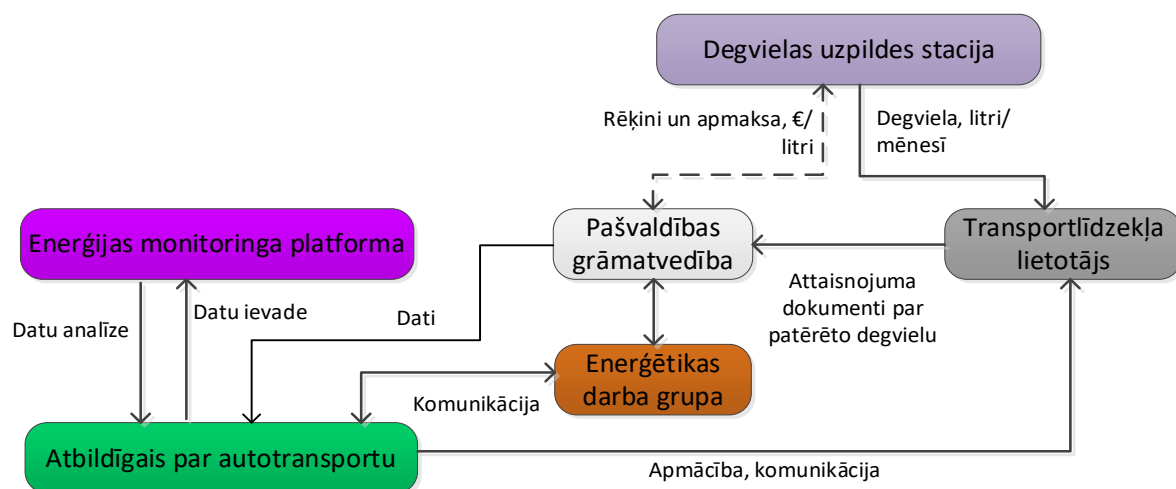 Degvielas uzpildes stacija
Rēķini un apmaksa, €/
litri
Degviela, litri/
mēnesī
Enerģijas monitoringa platforma
Pašvaldības
grāmatvedība
Transportlīdzekļa
lietotājs
Datu analīze
Datu ievade
Dati
Attaisnojuma
dokumenti par
patērēto degvielu
Enerģētikas
darba grupa
Komunikācija
Atbildīgais par autotransportu
Apmācība, komunikācija